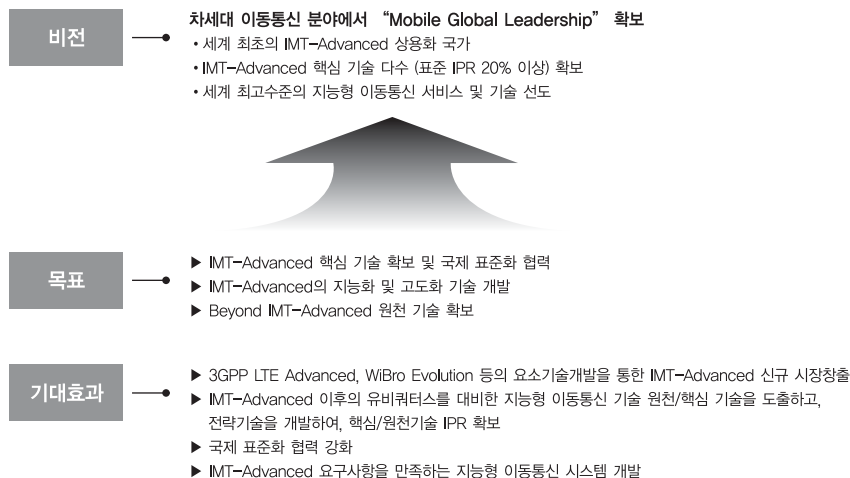 비전
차세대 이동통신 분야에서 “Mobile Global Leadership” 확보
• 세계 최초의 IMT-Advanced 상용화 국가
• IMT-Advanced 핵심 기술 다수 (표준 IPR 20% 이상) 확보
• 세계 최고수준의 지능형 이동통신 서비스 및 기술 선도
목표
▶ IMT-Advanced 핵심 기술 확보 및 국제 표준화 협력
▶ IMT-Advanced의 지능화 및 고도화 기술 개발
▶ Beyond IMT-Advanced 원천 기술 확보
기대효과
▶ 3GPP LTE Advanced, WiBro Evolution 등의 요소기술개발을 통한 IMT-Advanced 신규 시장창출
▶ IMT-Advanced 이후의 유비쿼터스를 대비한 지능형 이동통신 기술 원천/핵심 기술을 도출하고,
전략기술을 개발하여, 핵심/원천기술 IPR 확보
▶ 국제 표준화 협력 강화
▶ IMT-Advanced 요구사항을 만족하는 지능형 이동통신 시스템 개발